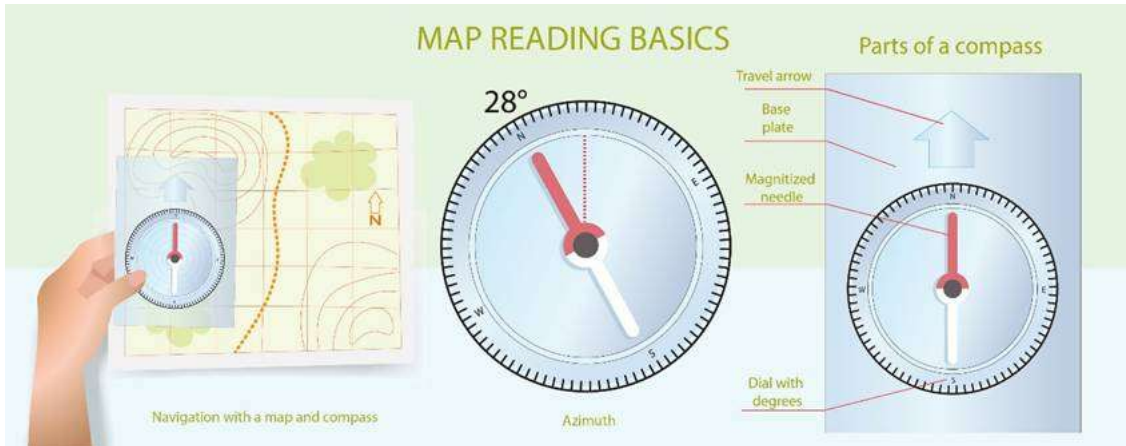 MAP READING BASICS
Parts of a compass
Travel arrow
Base
plate
Magnitized
needle
Dial with
degrees
N
E
S
W
28°
N
E
S
W
N
Navigation with a map and compass
Azimuth